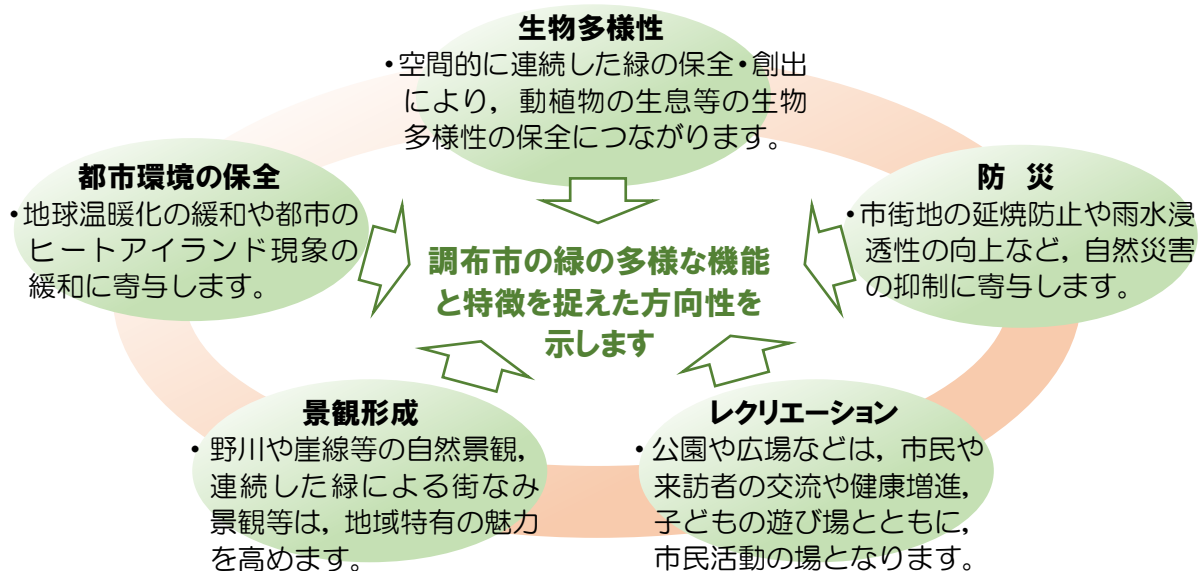 生物多様性
・空間的に連続した緑の保全・創出
により，動植物の生息等の生物
多様性の保全につながります。
都市環境の保全
・地球温暖化の緩和や都市の
ヒートアイランド現象の
緩和に寄与します。
防 災
・市街地の延焼防止や雨水浸
透性の向上など，自然災害
の抑制に寄与します。
調布市の緑の多様な機能
と特徴を捉えた方向性を
示します
景観形成
・野川や崖線等の自然景観，
連続した緑による街なみ
景観等は，地域特有の魅力
を高めます。
レクリエーション
・公園や広場などは，市民や
来訪者の交流や健康増進，
子どもの遊び場とともに，
市民活動の場となります。